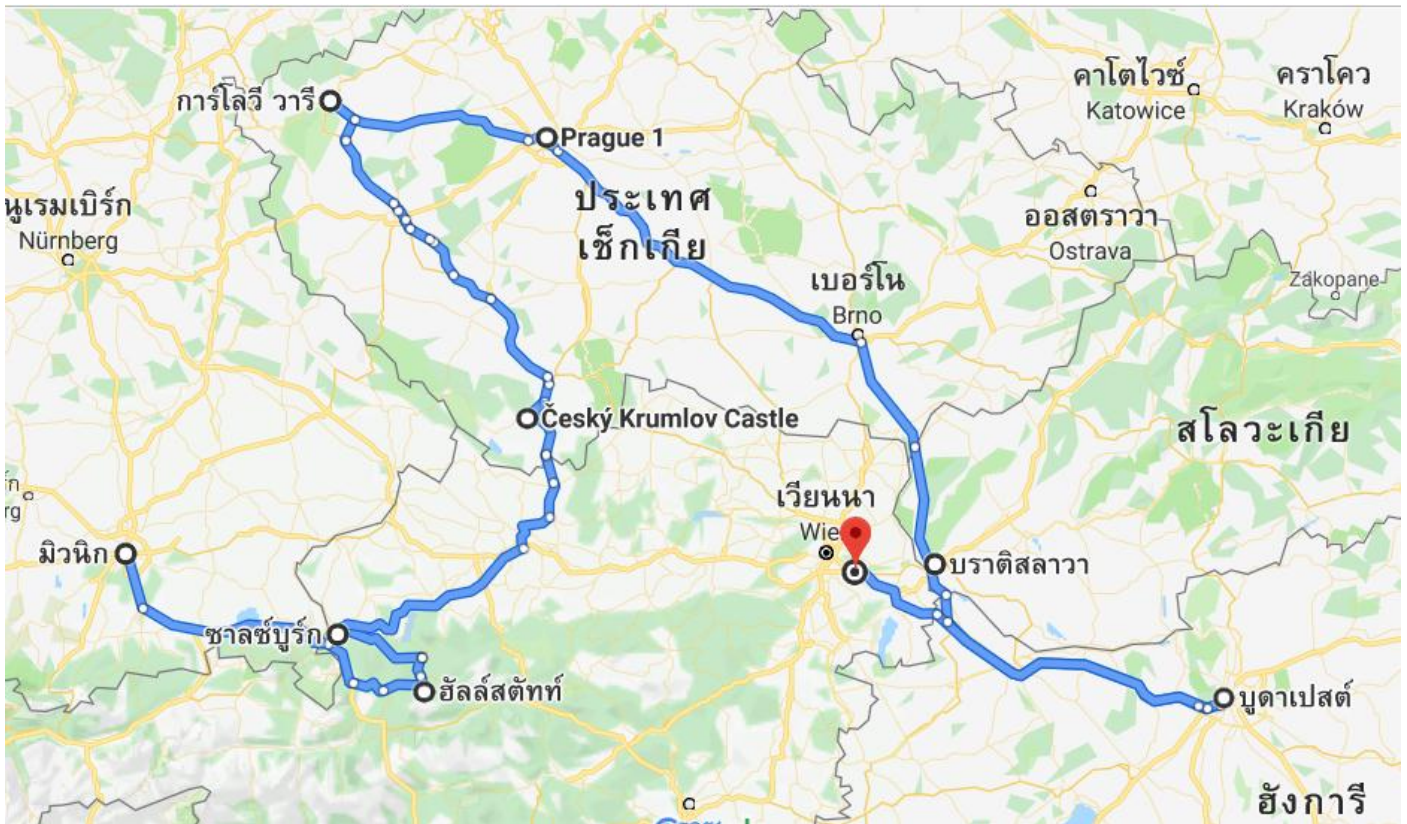 คาโตไวซ์
Katowice
คราโคว
Kraków
การ์โลวี วารี
Prague 1
ประเทศ
เช็กเกีย
นูเรมเบิร์ก
Nürnberg
ออสตราวา
Ostrava
Zakopane
เบอร์โน
Brno
Český Krumlov Castle
สโลวะเกีย
เวียนนา
Wie
rg
มิวนิก
บราติสลาวา
ซาลซ์บูร์ก
ฮัลล์สตัทท์
บูดาเปสต์
ฮังการี